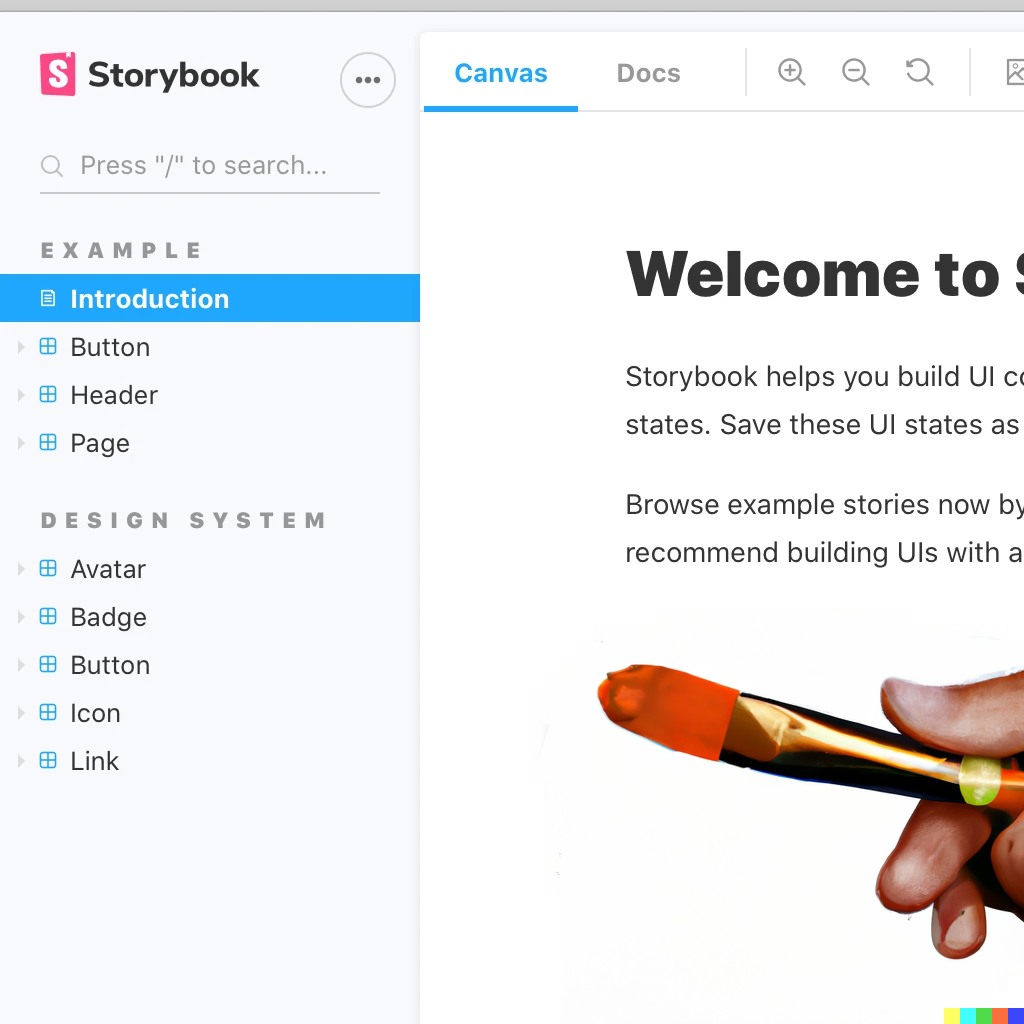 Storybook
Press "/" to search...
EXAMPLE
Introduction
Button
Header
Page
DESIGN SYSTEM
Avatar
Badge
Button
Icon
Link
Canvas
Docs
Welcome to
Storybook helps you build UI
states. Save these UI states as
Browse example stories now by
recommend building UIs with a